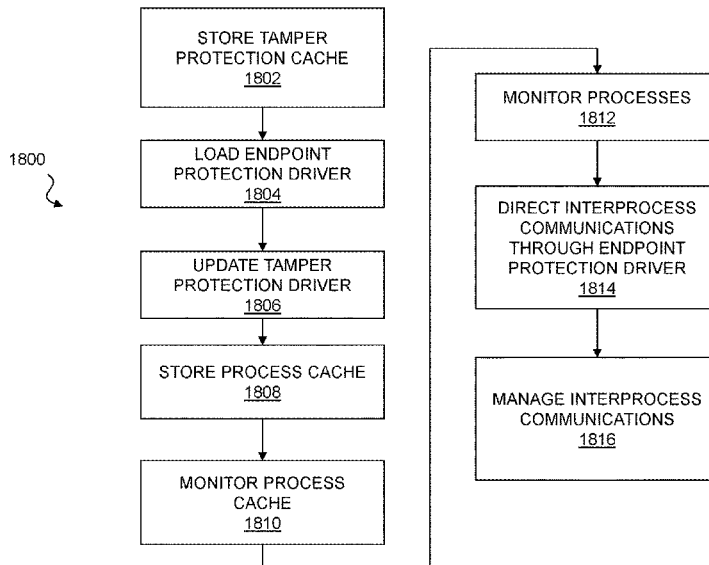 STORE TAMPER
PROTECTION CACHE
1802
1800
LOAD ENDPOINT
PROTECTION DRIVER
1804
UPDATE TAMPER
PROTECTION DRIVER
1806
STORE PROCESS CACHE
1808
MONITOR PROCESS
CACHE
1810
MONITOR PROCESSES
1812
DIRECT INTERPROCESS
COMMUNICATIONS
THROUGH ENDPOINT
PROTECTION DRIVER
1814
MANAGE INTERPROCESS
COMMUNICATIONS
1816